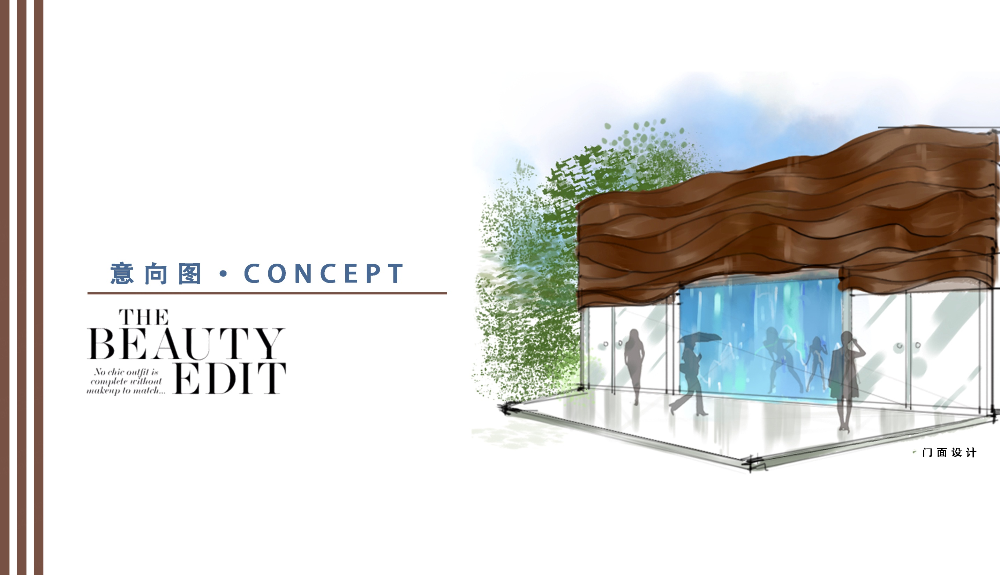 意向图·CONCEPT
THE
BEAUTY
EDIT
No chic outfit is
complete without
makeup to match...
门面设计